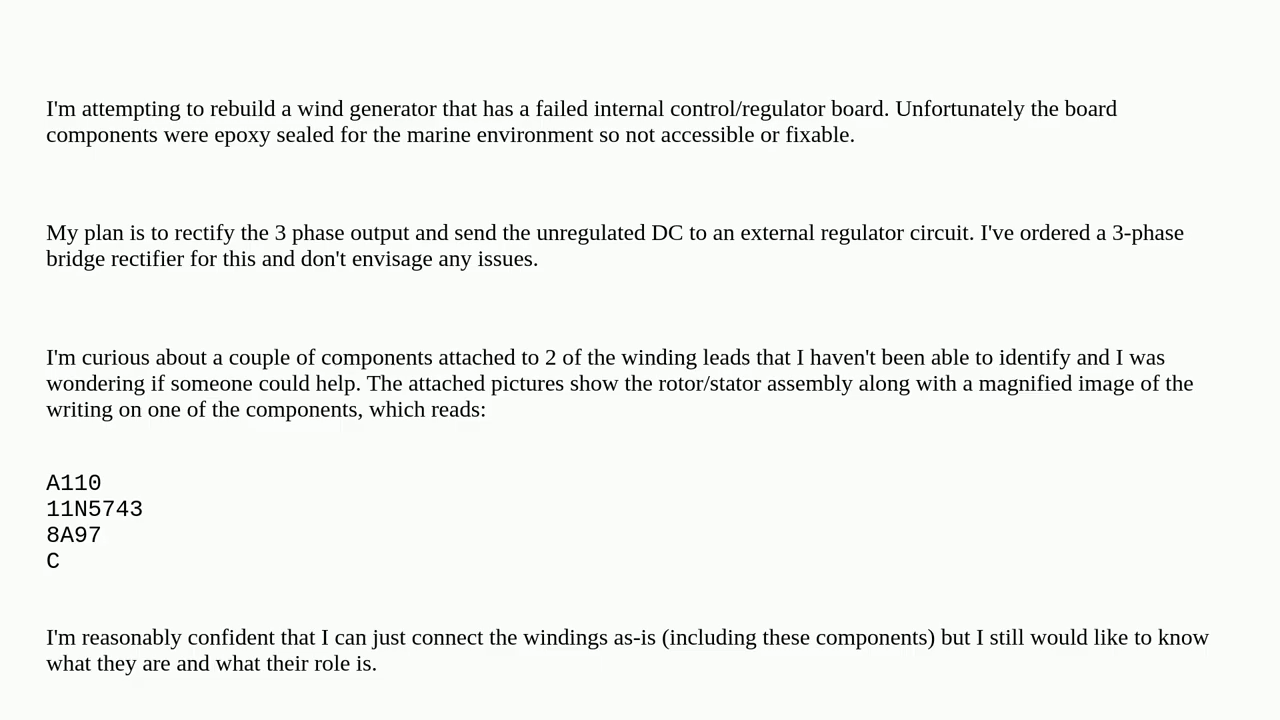 I'm attempting to rebuild a wind generator that has a failed internal control/regulator board. Unfortunately the board
components were epoxy sealed for the marine environment so not accessible or fixable.
My plan is to rectify the 3 phase output and send the unregulated DC to an external regulator circuit. I've ordered a 3-phase
bridge rectifier for this and don't envisage any issues.
I'm curious about a couple of components attached to 2 of the winding leads that I haven't been able to identify and I was
wondering if someone could help. The attached pictures show the rotor/stator assembly along with a magnified image of the
writing on one of the components, which reads:
A110
11N5743
8A97
C
I'm reasonably confident that I can just connect the windings as-is (including these components) but I still would like to know
what they are and what their role is.